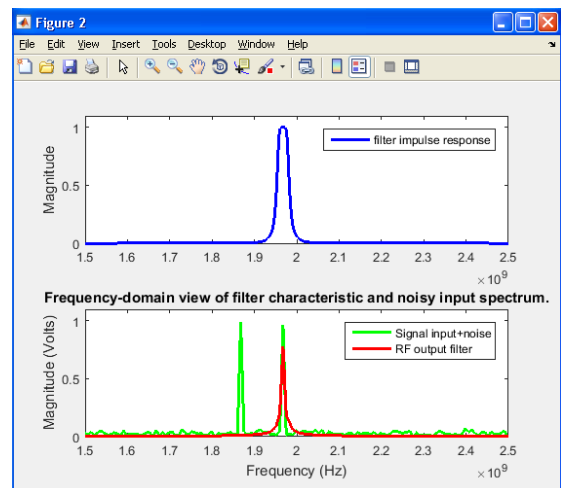 Figure 2
File Edit View Insert Tools Desktop Window Help
1
0.5
0
Magnitude
filter impulse response
1.5 1.6 1.7 1.8 1.9 2 2.1 2.2 2.3 2.4 2.5
×10^9
Frequency-domain view of filter characteristic and noisy input spectrum.
1
0.5
0
Magnitude (Volts)
Signal input+noise
RF output filter
1.5 1.6 1.7 1.8 1.9 2 2.1 2.2 2.3 2.4 2.5
Frequency (Hz)
×10^9